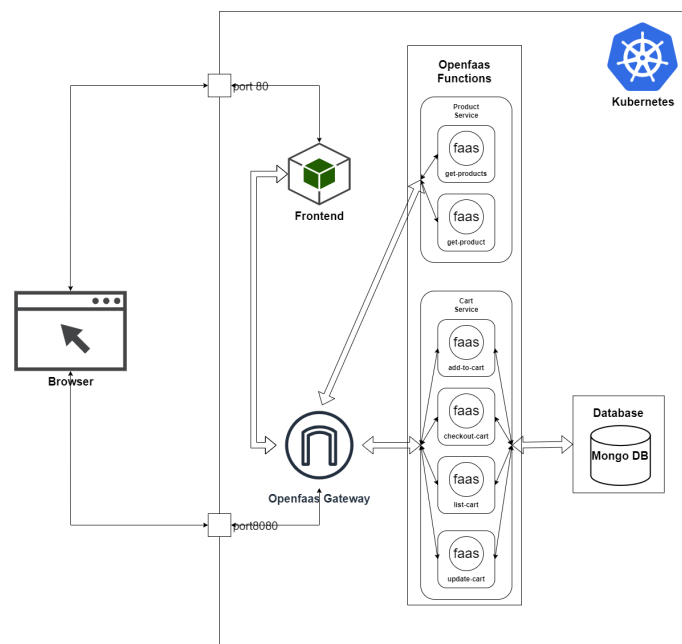 Openfaas
Functions
Kubernetes
port 80
Product
Service
faas
get-products
faas
get-product
Frontend
Cart
Service
faas
add-to-cart
Browser
faas
checkout-cart
Database
Mongo DB
Openfaas Gateway
faas
list-cart
port8080
faas
update-cart